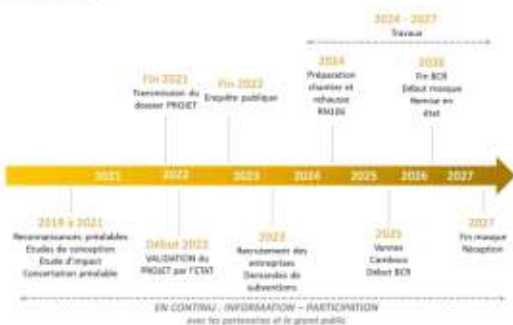 2024 - 2027
Travaux
Fin 2021
Transmission du
dossier PROJET
Fin 2022
Enquête publique
2024
Préparation
chantier et
rehausse
RN106
2026
Fin BCR
Début masque
Remise en
état
2021
2022
2023
2024
2025
2026
2027
2019 à 2021
Reconnaissances préalables
Etudes de conception
Etude d'impact
Concertation préalable
Début 2022
VALIDATION du
PROJET par l'ETAT
2023
Recrutement des
entreprises
Demandes de
subventions
2025
Vannes
Cambous
Début BCR
2027
Fin masque
Réception
EN CONTINU : INFORMATION – PARTICIPATION
avec les partenaires et le grand public